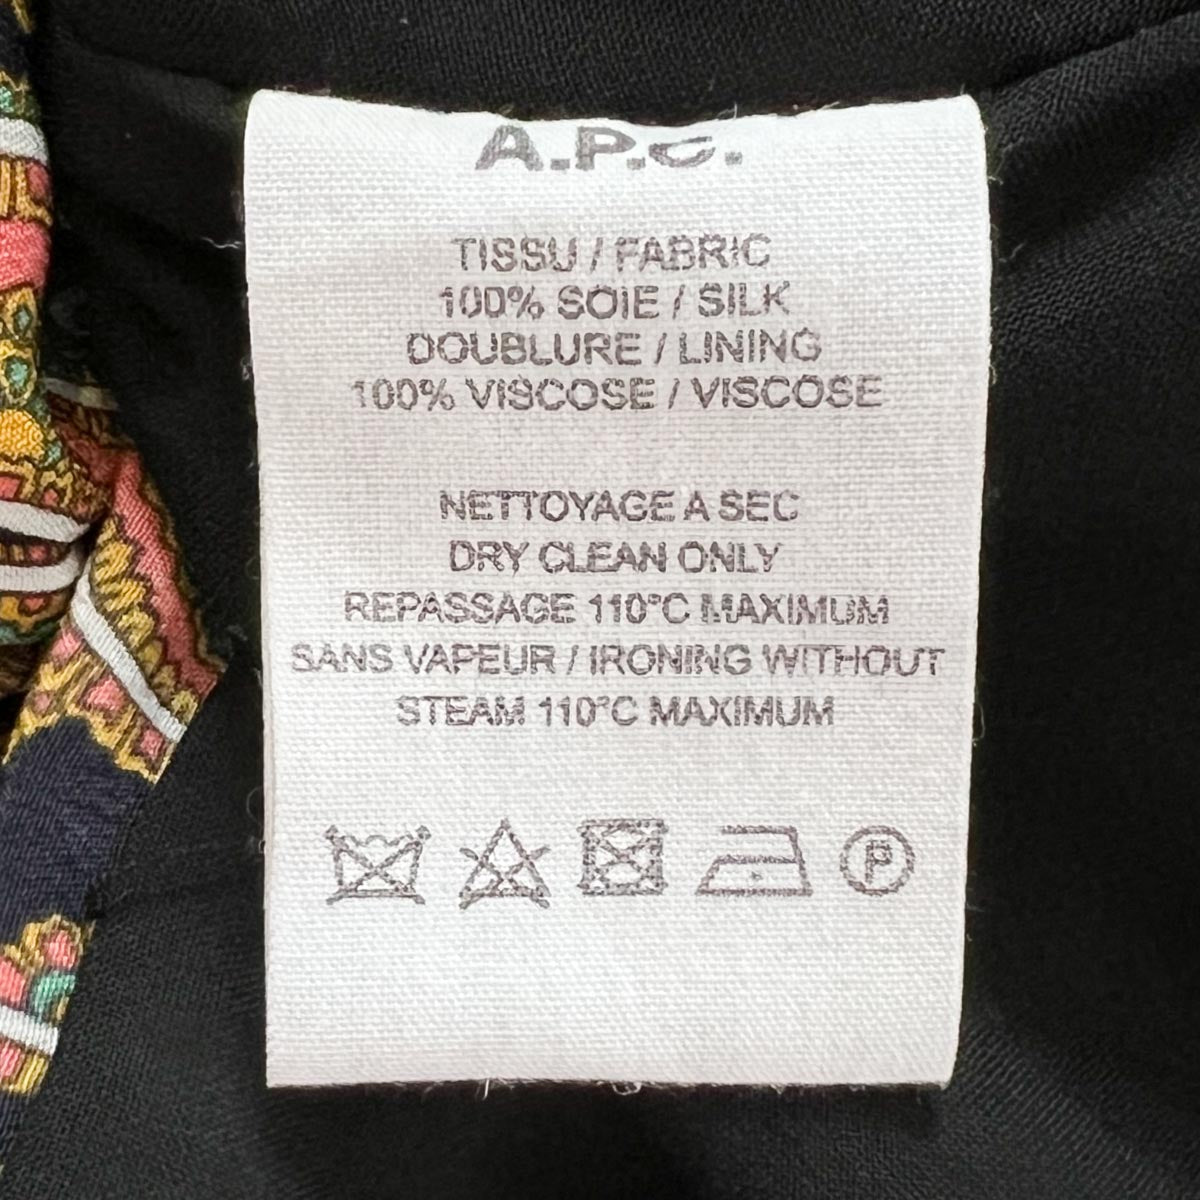 A.P.C.
TISSU / FABRIC
100% SOIE / SILK
DOUBLURE / LINING
100% VISCOSE / VISCOSE
NETTOYAGE A SEC
DRY CLEAN ONLY
REPASSAGE 110°C MAXIMUM
SANS VAPEUR / IRONING WITHOUT
STEAM 110°C MAXIMUM
P